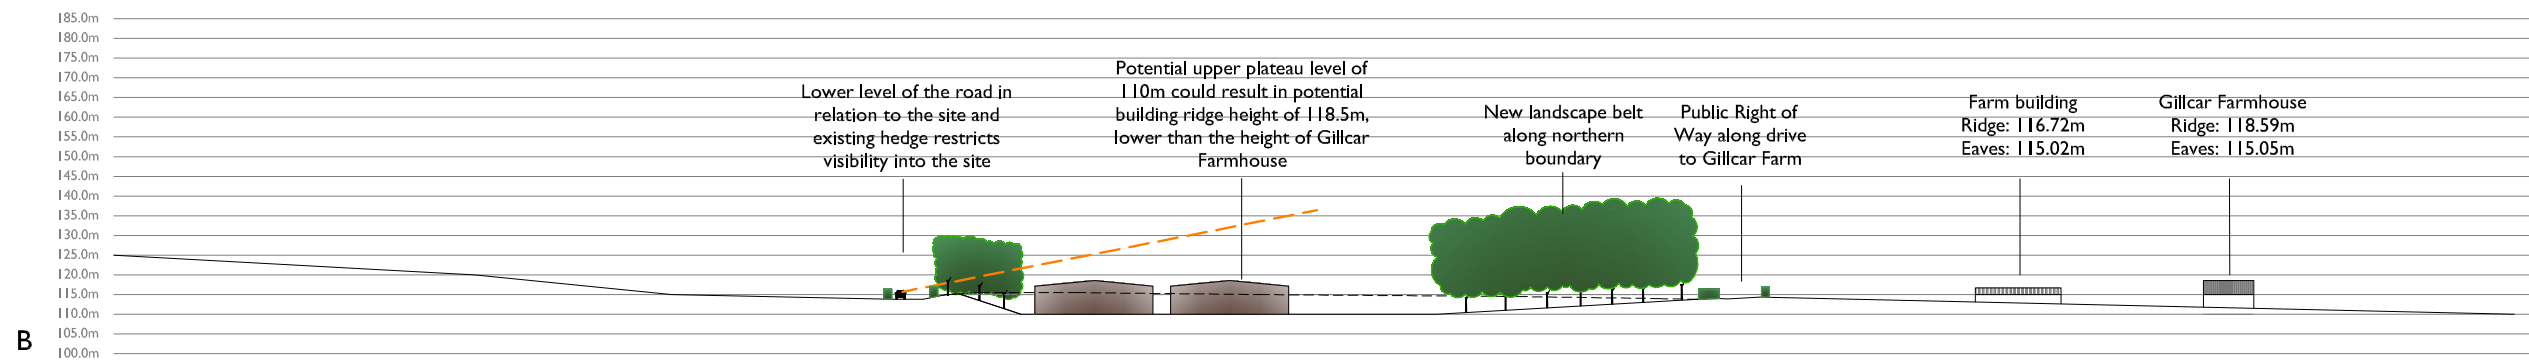 185.0m
180.0m
175.0m
170.0m
165.0m
160.0m
155.0m
150.0m
145.0m
140.0m
135.0m
130.0m
125.0m
120.0m
115.0m
110.0m
105.0m
100.0m
B
Lower level of the road in
relation to the site and
existing hedge restricts
visibility into the site
Potential upper plateau level of
110m could result in potential
building ridge height of 118.5m,
lower than the height of Gillcar
Farmhouse
New landscape belt
along northern
boundary
Public Right of
Way along drive
to Gillcar Farm
Farm building
Ridge: 116.72m
Eaves: 115.02m
Gillcar Farmhouse
Ridge: 118.59m
Eaves: 115.05m